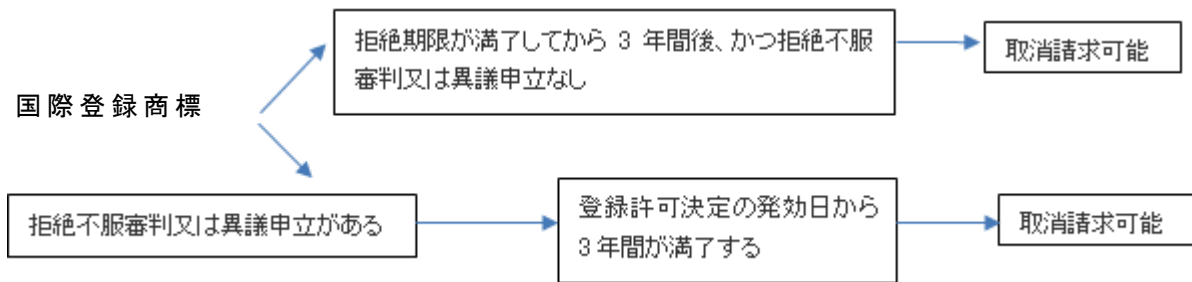 拒絶期限が満了してから 3 年間後、かつ拒絶不服
審判又は異議申立なし
取消請求可能
国際登録商標
拒絶不服審判又は異議申立がある
登録許可決定の発効日から
3年間が満了する
取消請求可能